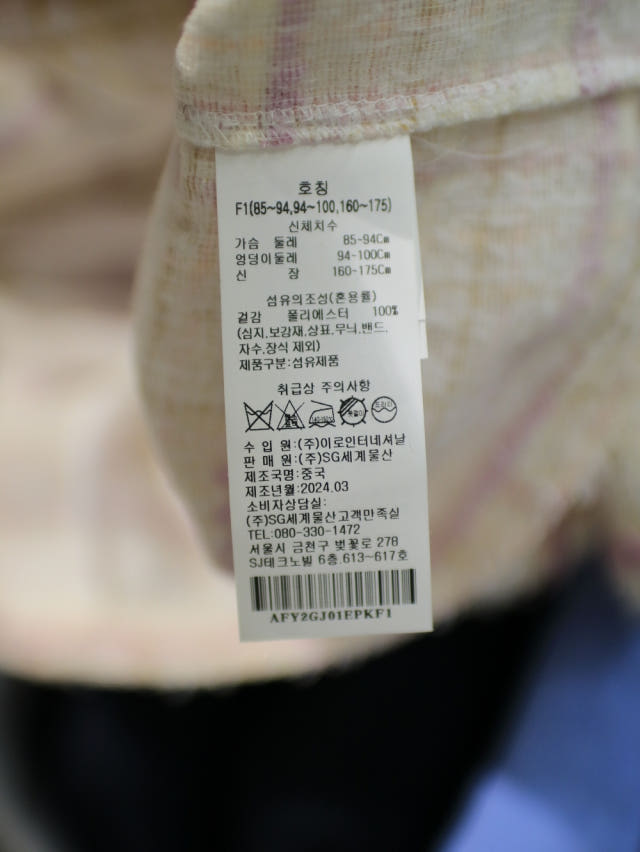 호칭
F1(85~94,94~100,160~175)
신체치수
가슴 둘레 85-94Cm
엉덩이둘레 94-100Cm
신 장 160-175Cm
섬유의조성(혼용률)
겉감 폴리에스터 100%
(심지,보강재,상표,무늬,밴드,
자수,장식 제외)
제품구분:섬유제품
취급상 주의사항
수 입 원:(주)이로인터네셔날
판 매 원:(주)SG세계물산
제조국명:중국
제조년월:2024.03
소비자상담실:
(주)SG세계물산고객만족실
TEL:080-330-1472
서울시 금천구 벚꽃로 278
SJ테크노빌 6층.613~617호
AFY2GJ01EPKF1